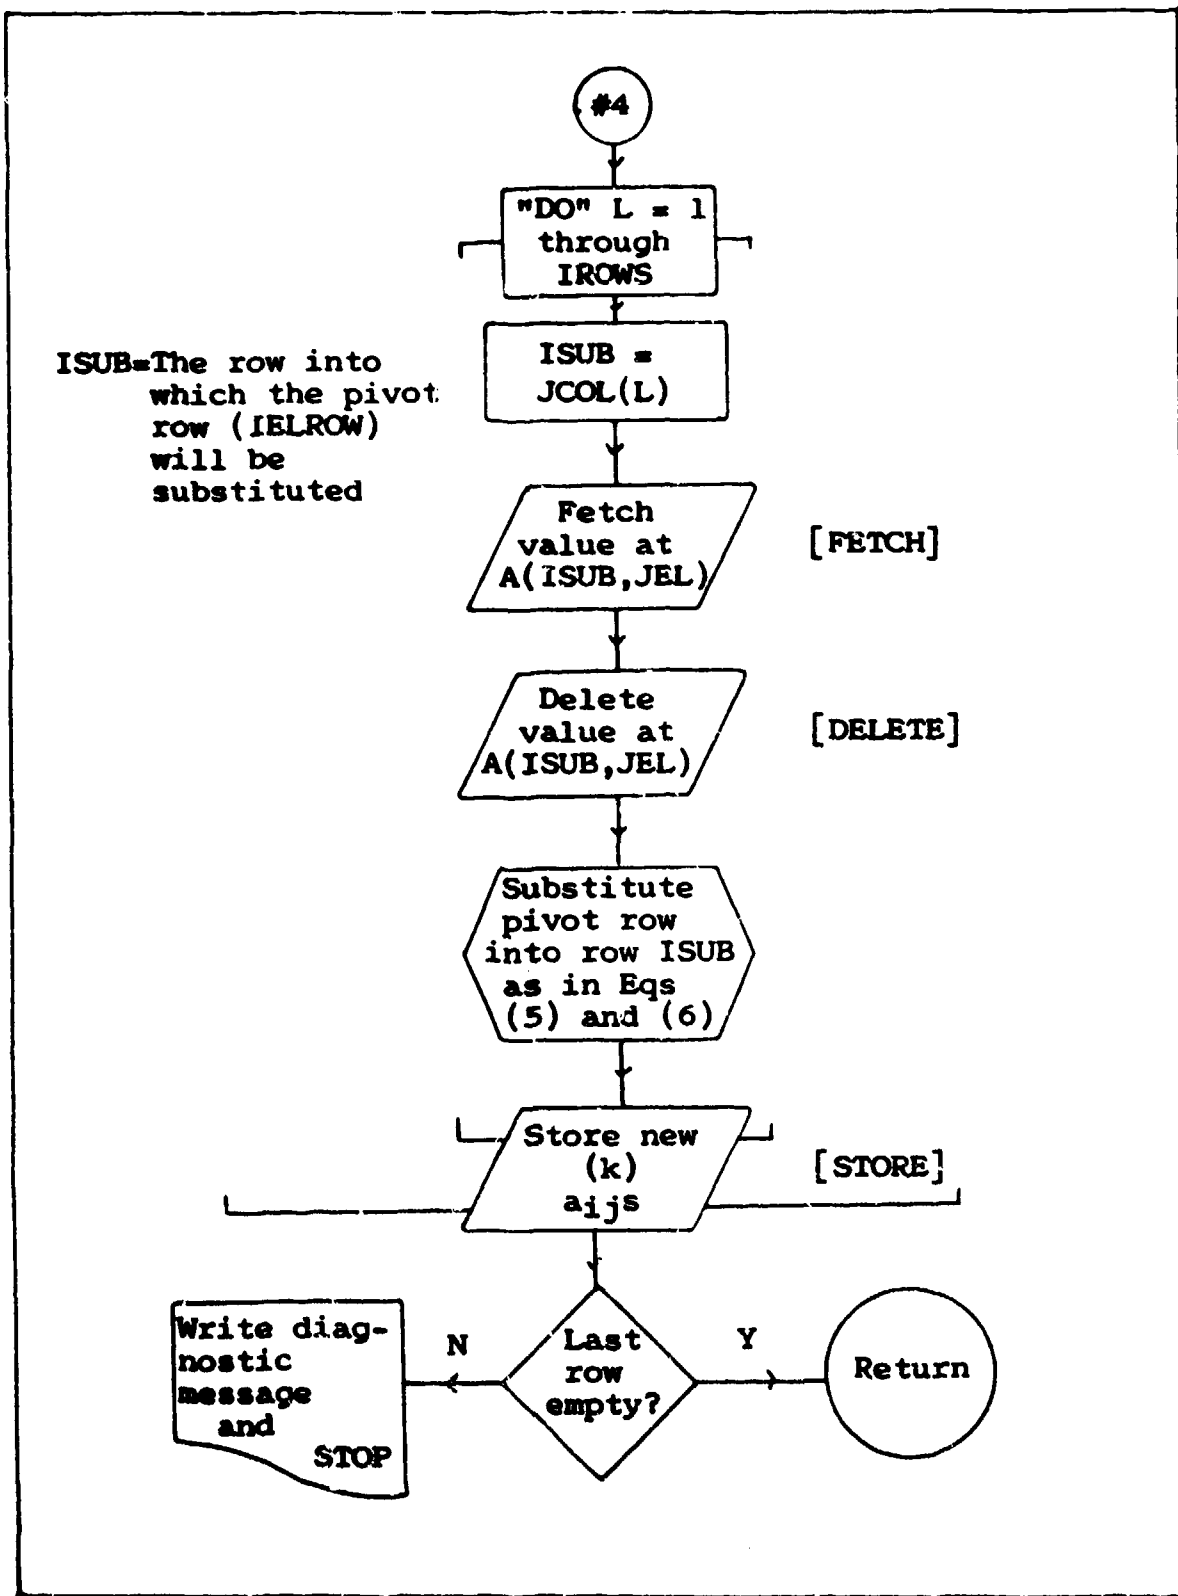 #4
"DO" L = 1
through
IROWS
ISUB =
JCOL(L)
ISUB=The row into
which the pivot
row (IELROW)
will be
substituted
Fetch
value at
A(ISUB,JEL)
[FETCH]
Delete
value at
A(ISUB,JEL)
[DELETE]
Substitute
pivot row
into row ISUB
as in Eqs
(5) and (6)
Store new
(k)
aijs
[STORE]
Write diag-
nostic
message
and
STOP
N
Last
row
empty?
Y
Return